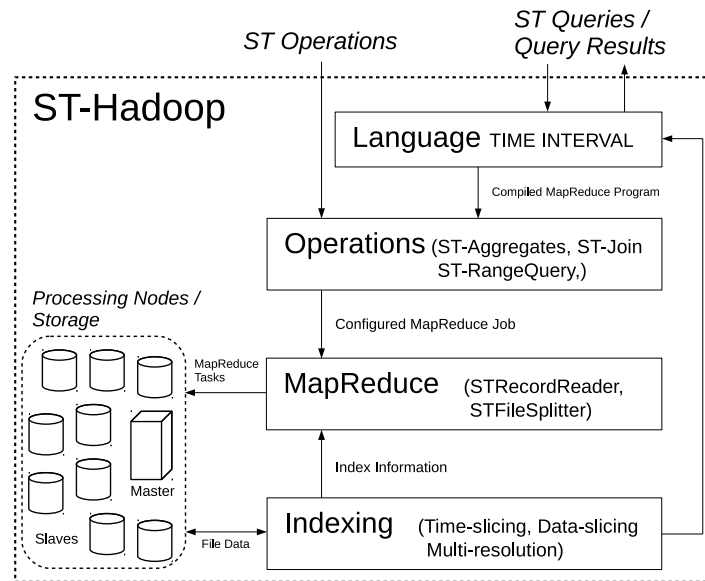 ST Operations
ST Queries /
Query Results
ST-Hadoop
Language TIME INTERVAL
Compiled MapReduce Program
Operations (ST-Aggregates, ST-Join
ST-RangeQuery,)
Processing Nodes /
Storage
Configured MapReduce Job
MapReduce
Tasks
MapReduce (STRecordReader,
STFileSplitter)
Index Information
Master
Slaves
File Data
Indexing (Time-slicing, Data-slicing
Multi-resolution)